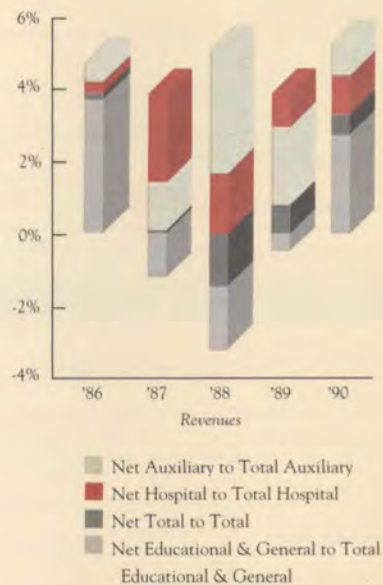 6%
4%
2%
0%
-2%
-4%
'86 '87 '88 '89 '90
Revenues
Net Auxiliary to Total Auxiliary
Net Hospital to Total Hospital
Net Total to Total
Net Educational & General to Total
Educational & General